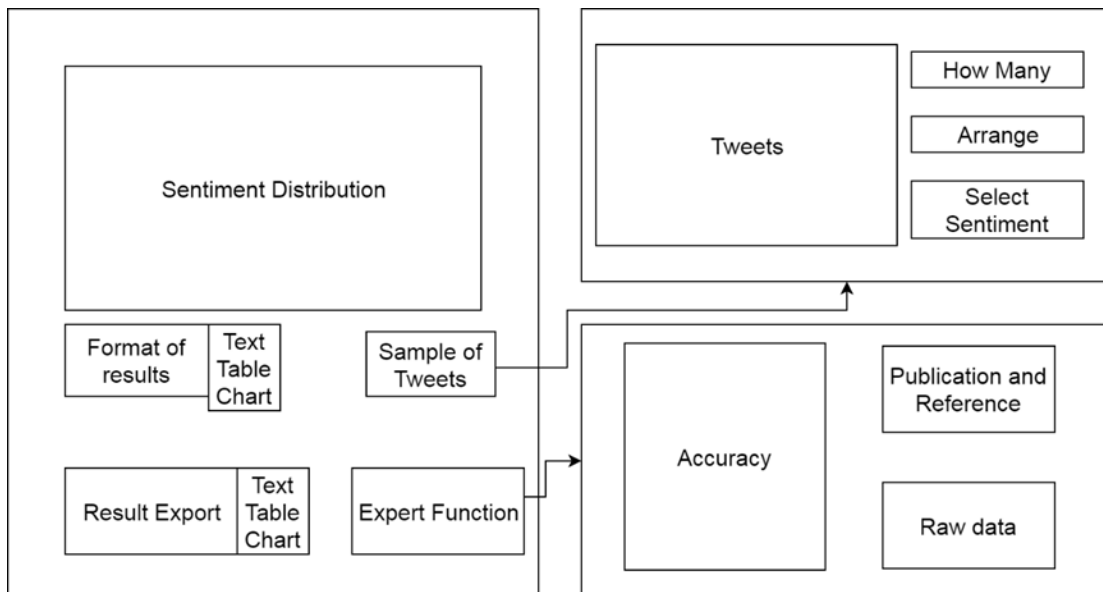 Sentiment Distribution
Format of
results
Text
Table
Chart
Sample of
Tweets
Result Export
Text
Table
Chart
Expert Function
Tweets
How Many
Arrange
Select
Sentiment
Accuracy
Publication and
Reference
Raw data